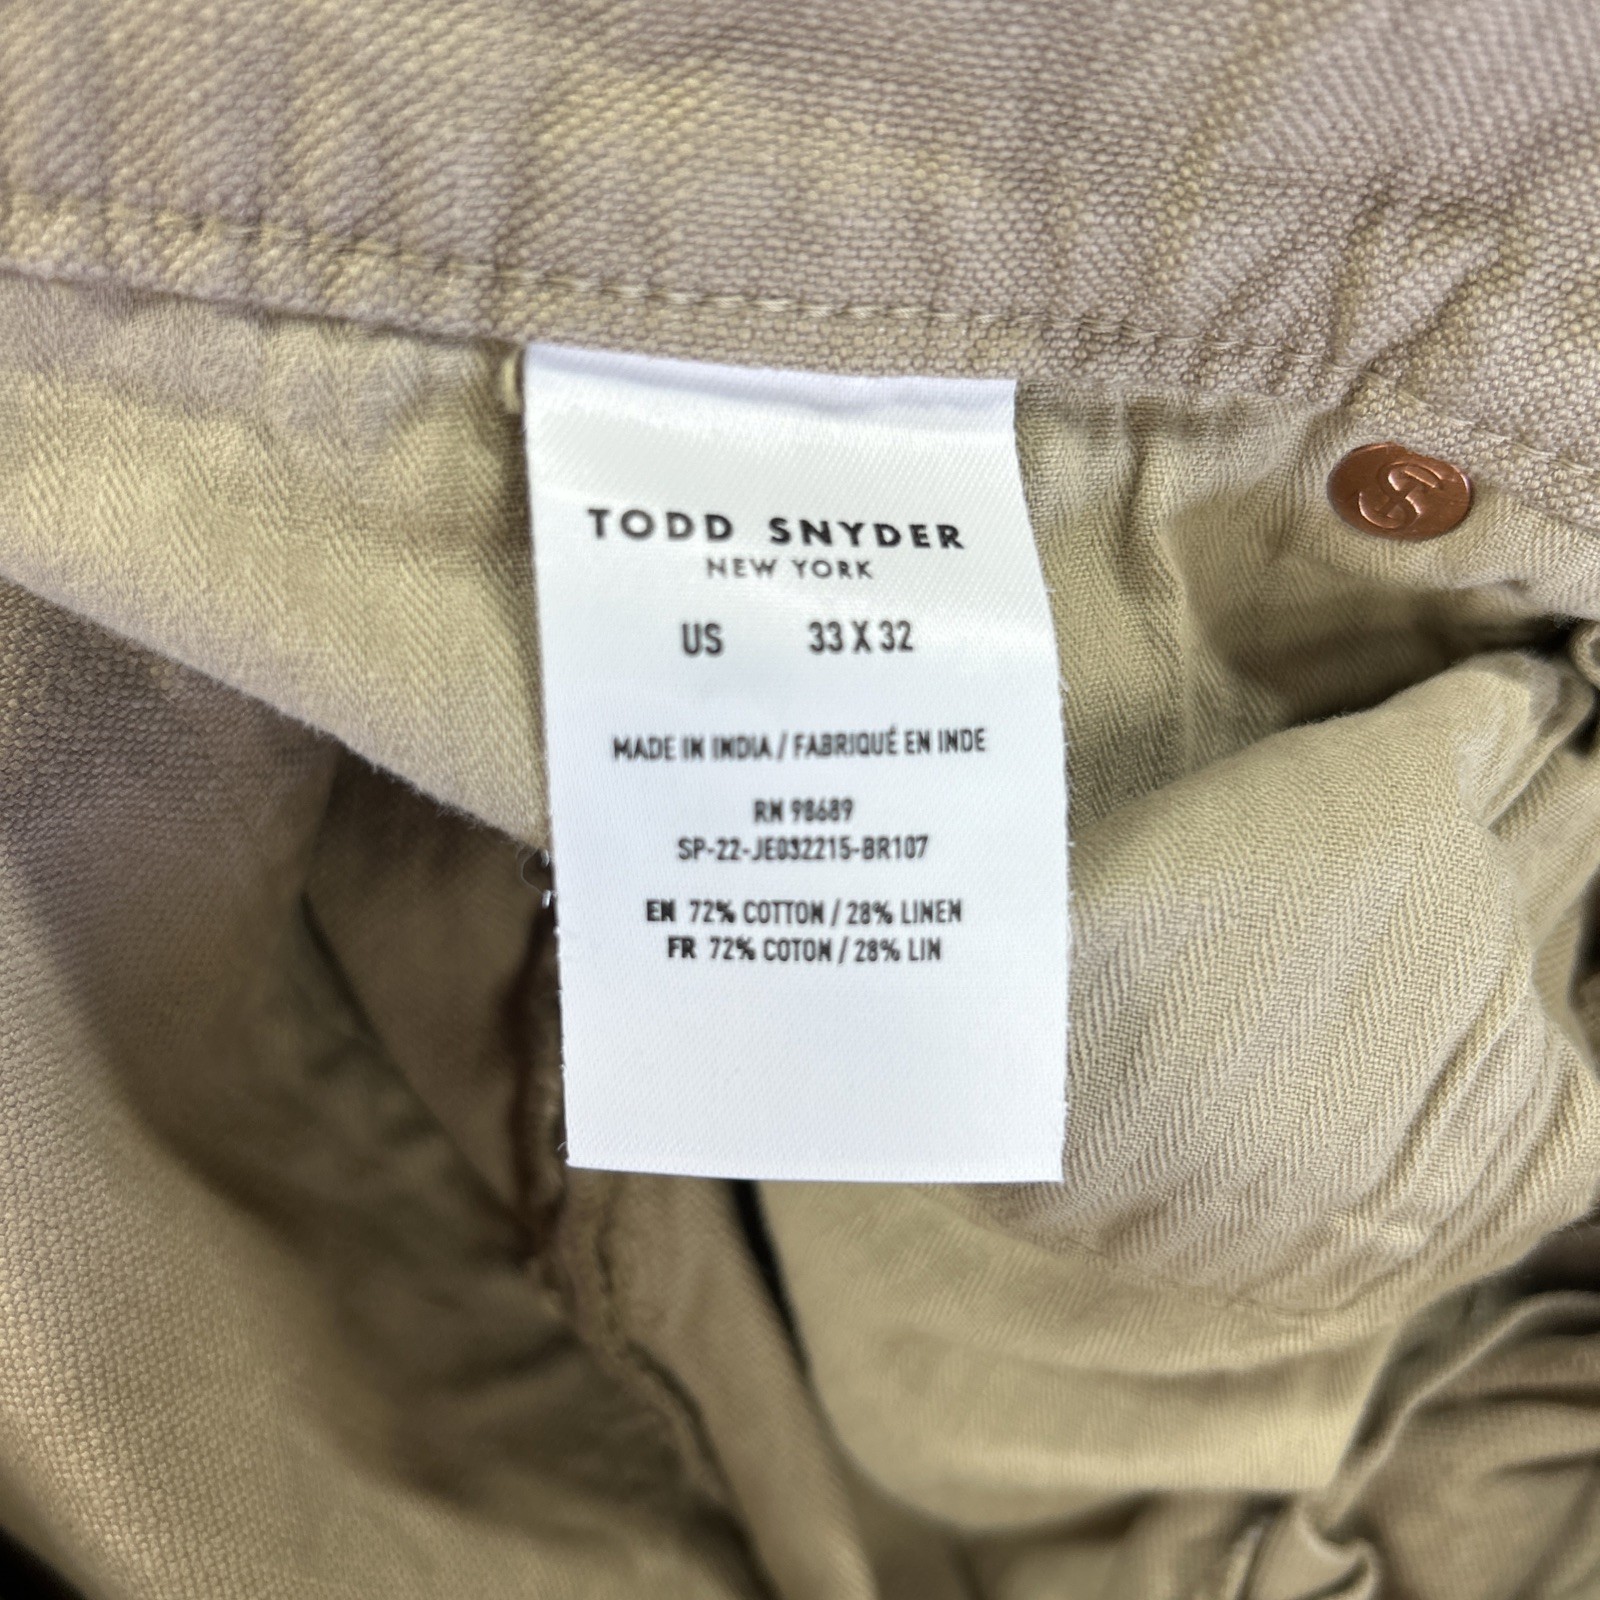 TODD SNYDER
NEW YORK
US 33 X 32
MADE IN INDIA / FABRIQUÉ EN INDE
RN 98689
SP-22-JE032215-BR107
EN 72% COTTON / 28% LINEN
FR 72% COTON / 28% LIN